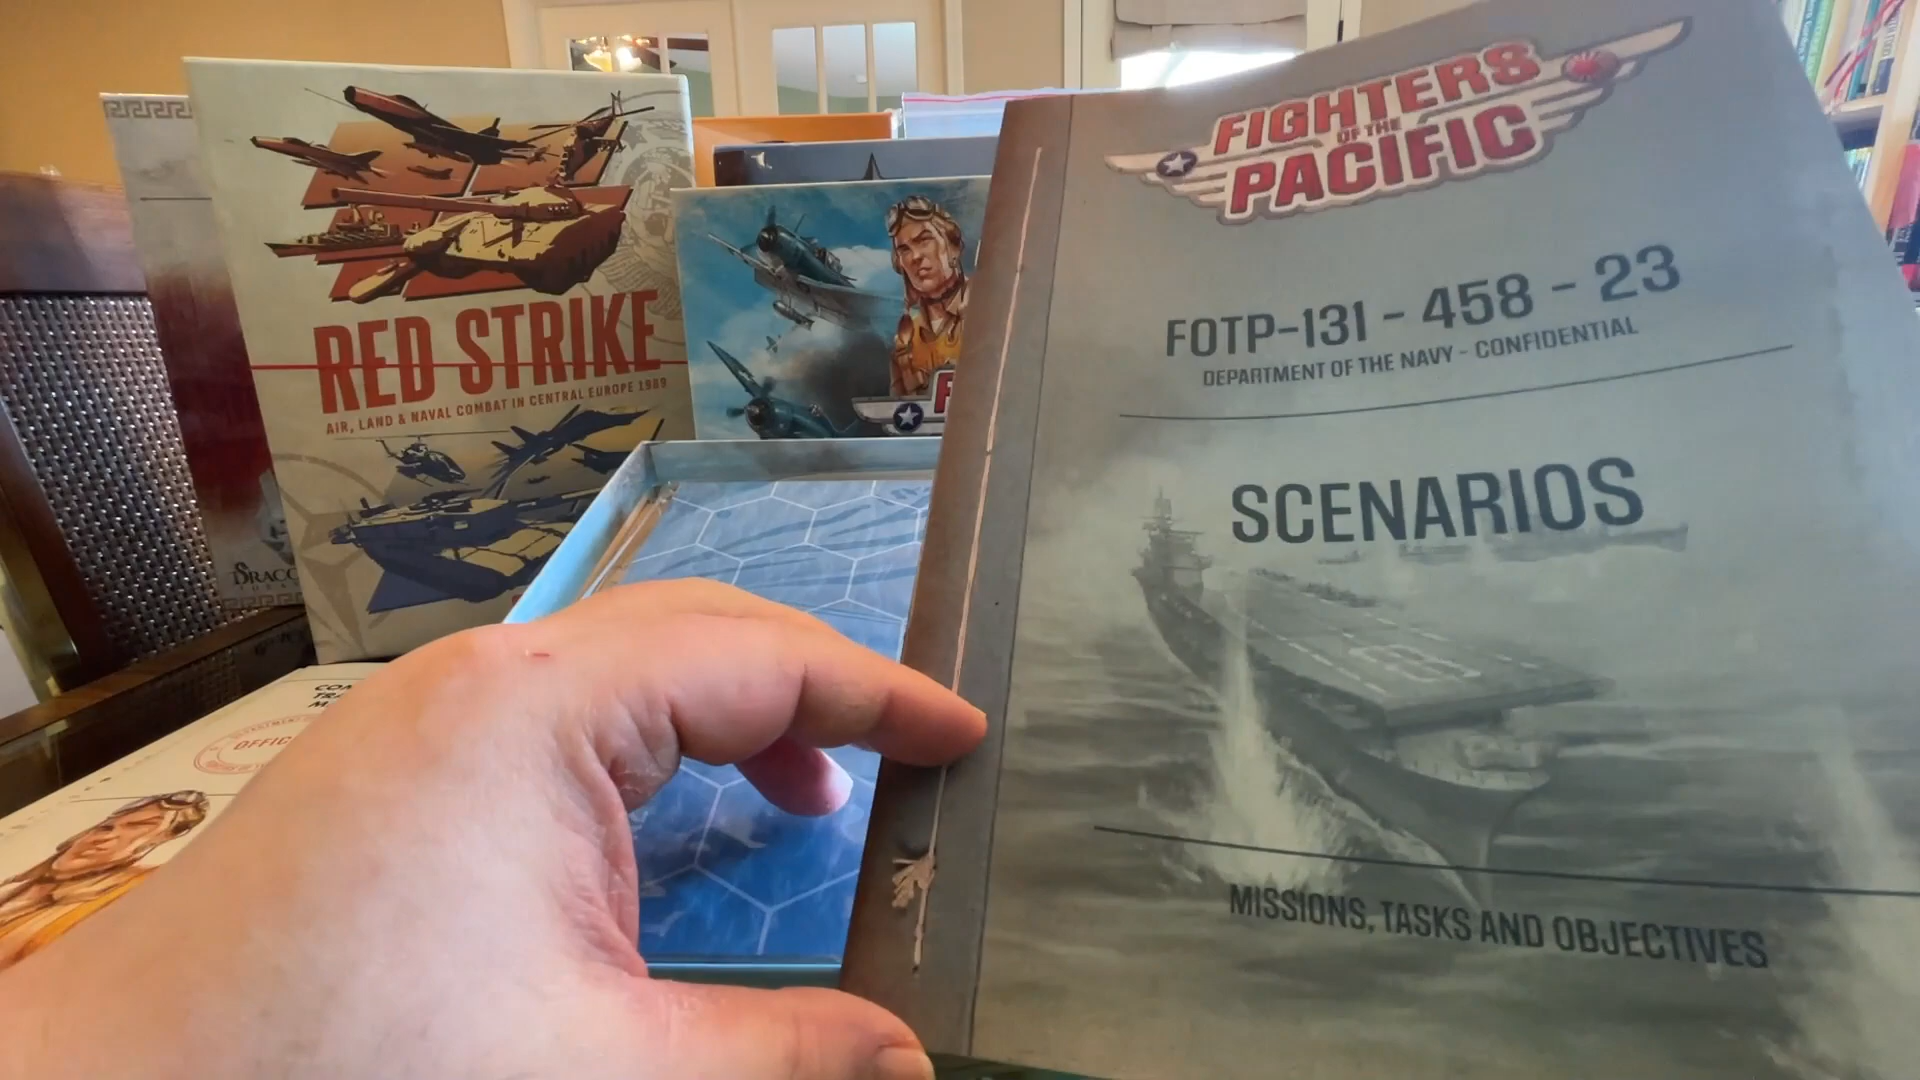 RED STRIKE
AIR, LAND & NAVAL COMBAT IN CENTRAL EUROPE 1989
FIGHTERS
OF THE
PACIFIC
FOTP-131 - 458 - 23
DEPARTMENT OF THE NAVY - CONFIDENTIAL
SCENARIOS
MISSIONS, TASKS AND OBJECTIVES